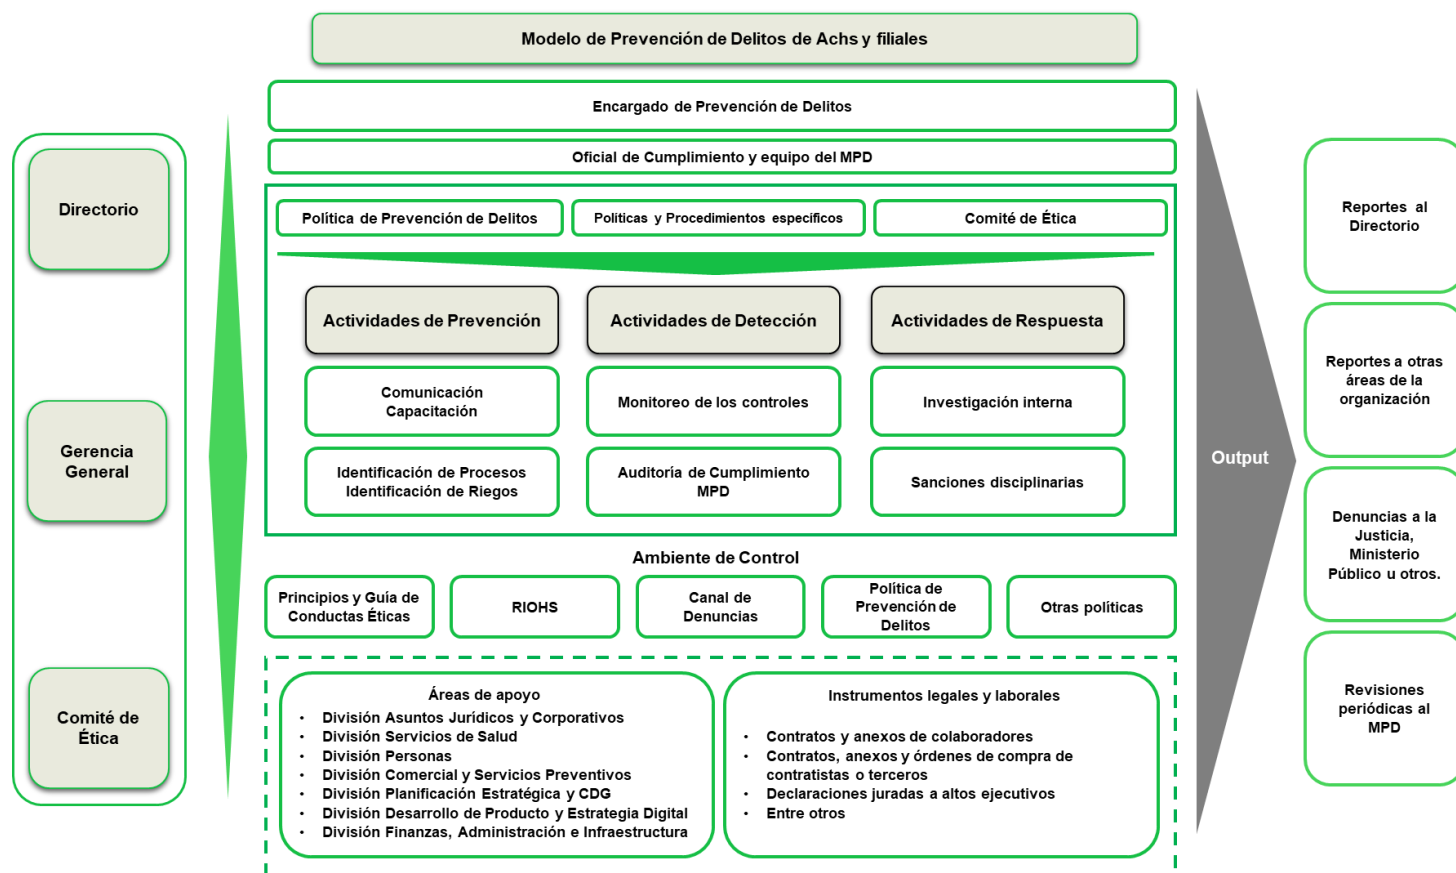 Modelo de Prevención de Delitos de Achs y filiales
Encargado de Prevención de Delitos
Oficial de Cumplimiento y equipo del MPD
Directorio
Gerencia
General
Comité de
Ética
Política de Prevención de Delitos
Políticas y Procedimientos específicos
Comité de Ética
Actividades de Prevención
Actividades de Detección
Actividades de Respuesta
Comunicación
Capacitación
Monitoreo de los controles
Investigación interna
Identificación de Procesos
Identificación de Riegos
Auditoría de Cumplimiento
MPD
Sanciones disciplinarias
Ambiente de Control
Principios y Guía de
Conductas Éticas
RIOHS
Canal de
Denuncias
Política de
Prevención de
Delitos
Otras políticas
Áreas de apoyo
• División Asuntos Jurídicos y Corporativos
• División Servicios de Salud
• División Personas
• División Comercial y Servicios Preventivos
• División Planificación Estratégica y CDG
• División Desarrollo de Producto y Estrategia Digital
• División Finanzas, Administración e Infraestructura
Instrumentos legales y laborales
• Contratos y anexos de colaboradores
• Contratos, anexos y órdenes de compra de
contratistas o terceros
• Declaraciones juradas a altos ejecutivos
• Entre otros
Output
Reportes al
Directorio
Reportes a otras
áreas de la
organización
Denuncias a la
Justicia,
Ministerio
Público u otros.
Revisiones
periódicas al
MPD